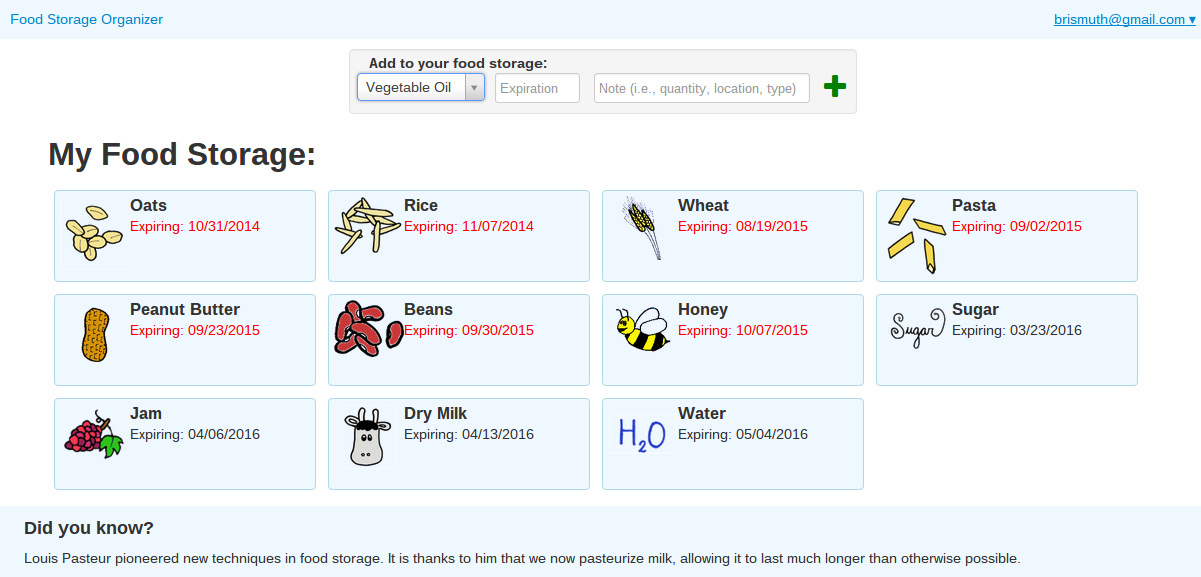 Food Storage Organizer
brismuth@gmail.com ▾
Add to your food storage:
Vegetable Oil
Expiration
Note (i.e., quantity, location, type)
My Food Storage:
Oats
Expiring: 10/31/2014
Rice
Expiring: 11/07/2014
Wheat
Expiring: 08/19/2015
Pasta
Expiring: 09/02/2015
Peanut Butter
Expiring: 09/23/2015
Beans
Expiring: 09/30/2015
Honey
Expiring: 10/07/2015
Sugar
Sugar
Expiring: 03/23/2016
Jam
Expiring: 04/06/2016
Dry Milk
Expiring: 04/13/2016
H₂O
Water
Expiring: 05/04/2016
Did you know?
Louis Pasteur pioneered new techniques in food storage. It is thanks to him that we now pasteurize milk, allowing it to last much longer than otherwise possible.